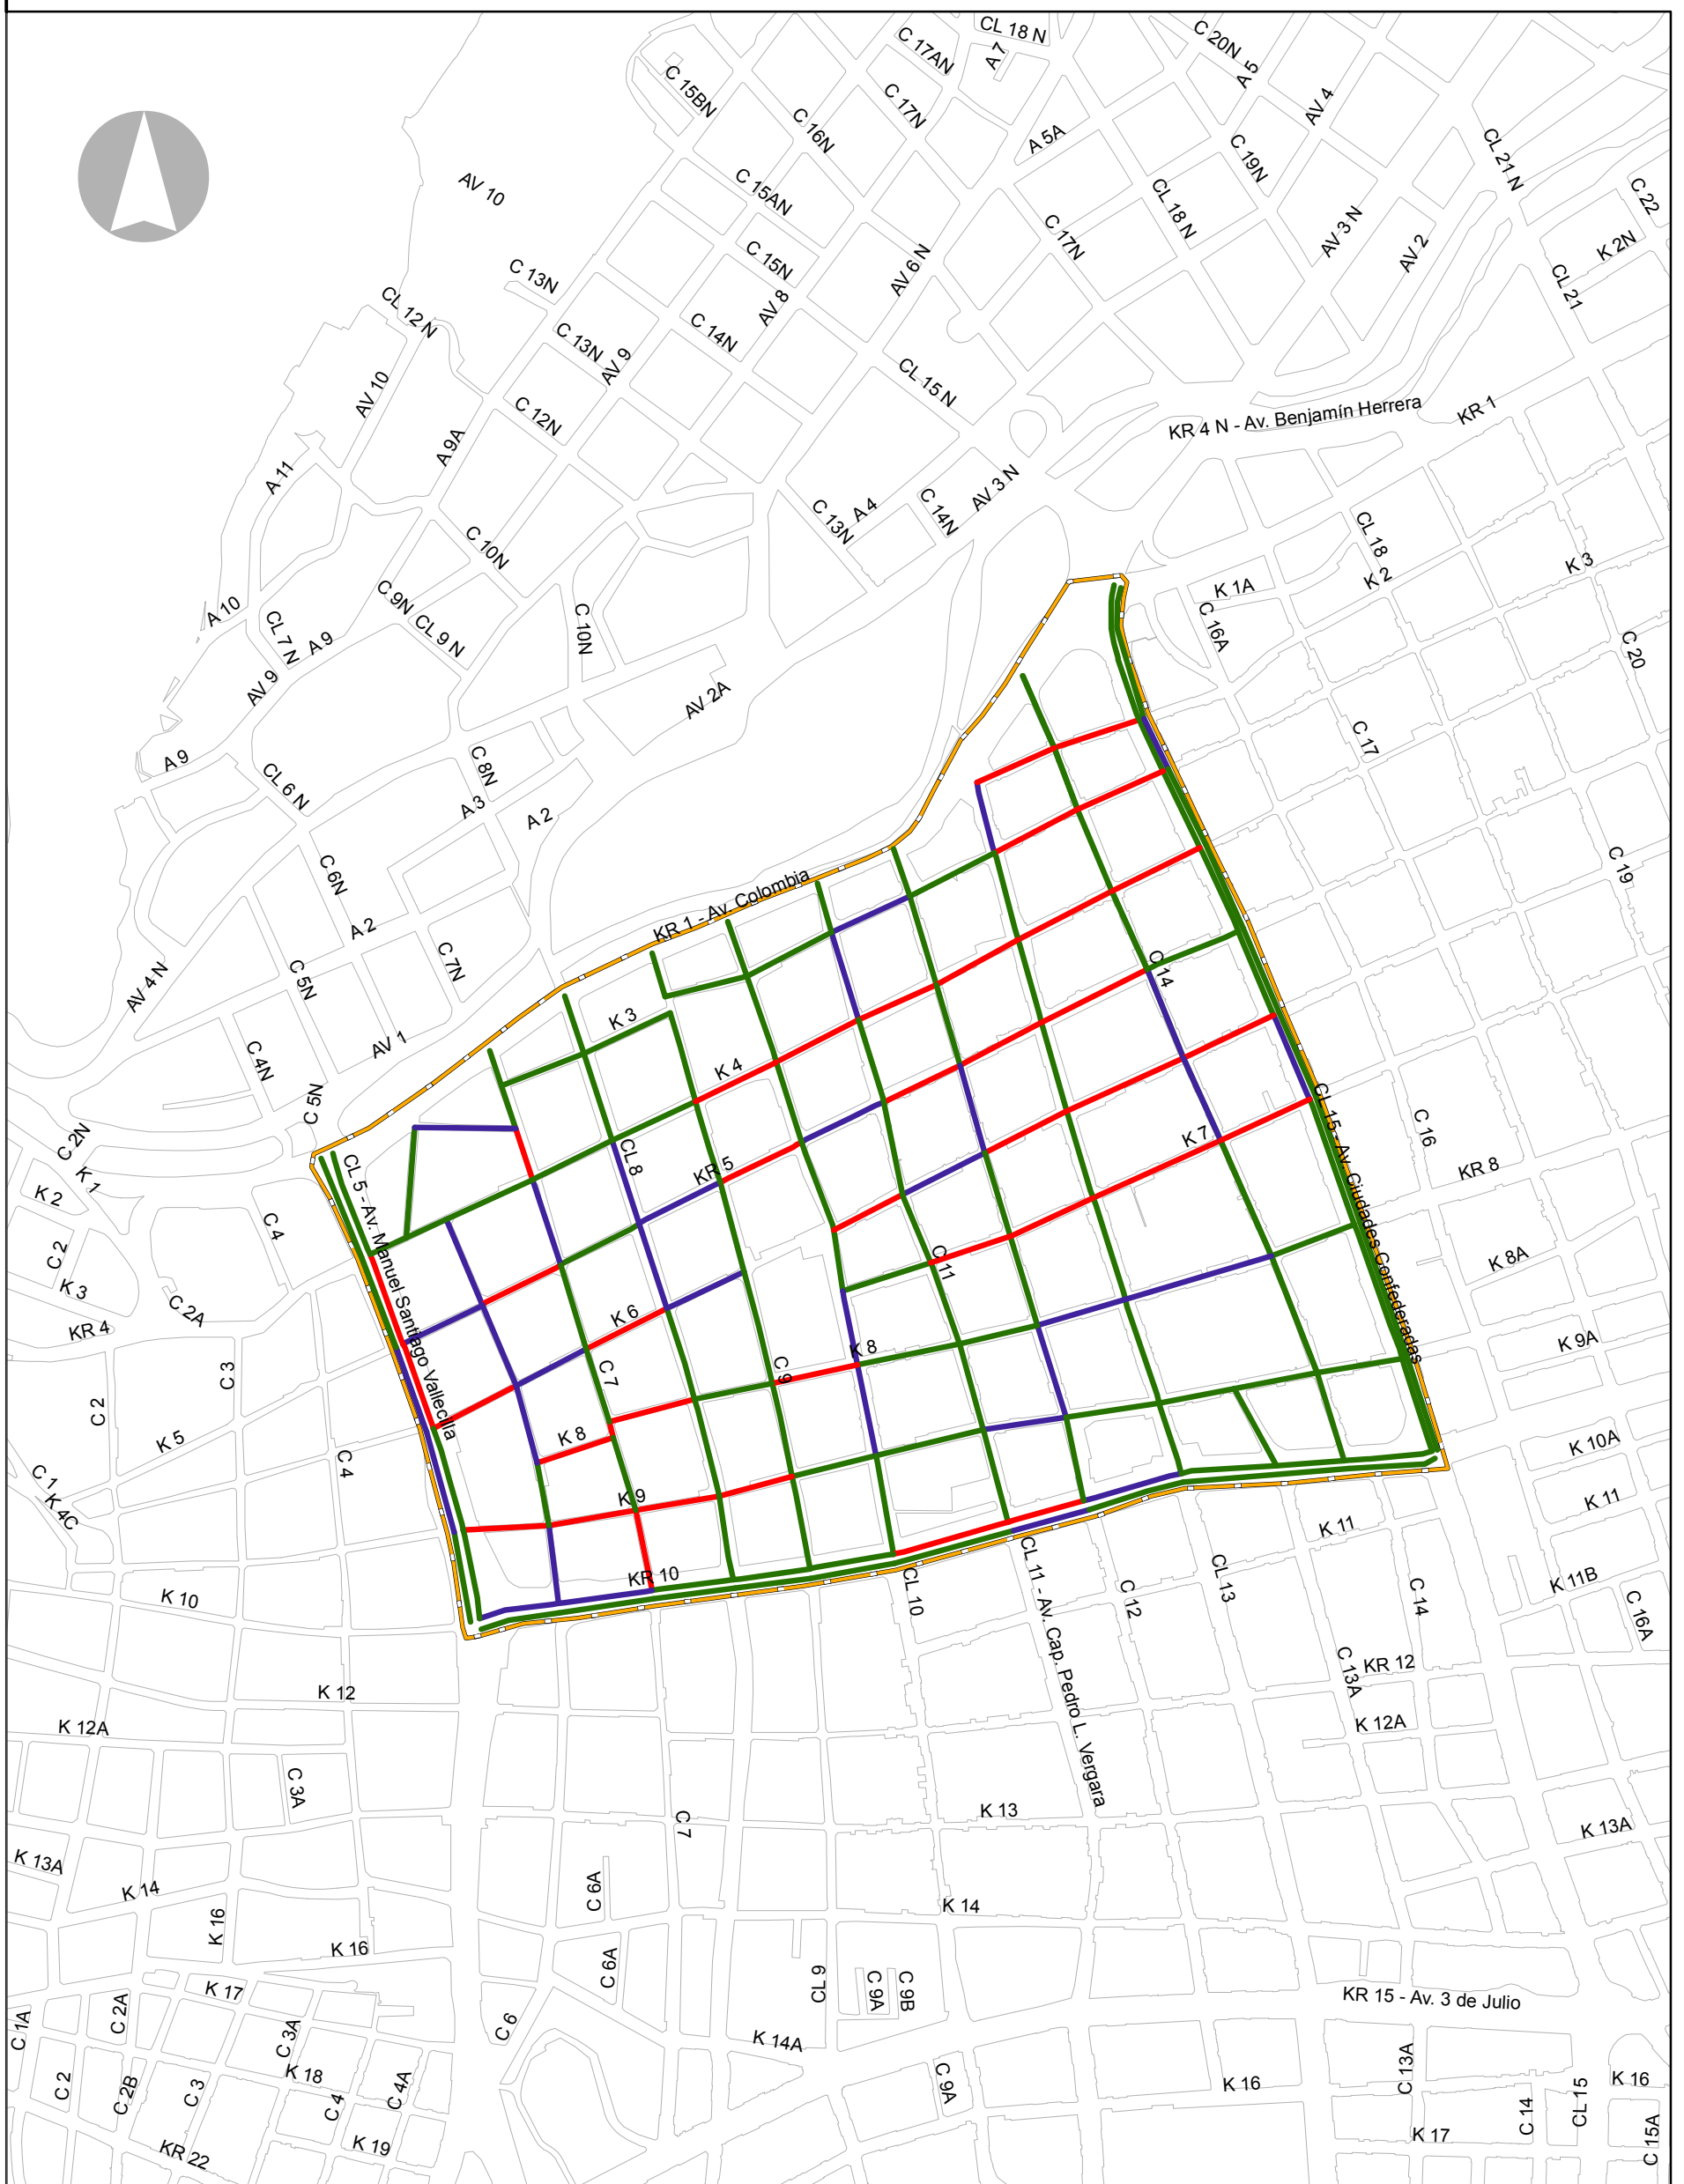 CL 18 N
C 20N
C 17AN
A 7
A 5
C 15BN
C 17N
AV 4
C 16N
A 5A
C 19N
CL 21 N
C 15AN
AV 10
CL 18 N
C 22
C 17N
AV 3 N
K 2N
AV 2
C 15N
AV 6 N
C 13N
CL 21
AV 8
CL 12 N
C 14N
C 13N
AV 9
CL 15 N
AV 10
C 12N
KR 4 N - Av. Benjamín Herrera
KR 1
A 9A
A 11
AV 3 N
A 4
C 14N
C 13N
CL 18
C 10N
K 3
K 2
K 1A
C 9N
A 10
CL 9 N
C 10N
C 16A
CL 7 N
A 9
C 20
AV 9
AV 2A
C 17
A 9
C 8N
CL 6 N
A 3
A 2
C 19
C 6N
KR 1 - Av. Colombia
A 2
C 7N
C 5N
AV 4 N
C 14
K 3
AV 1
C 4N
K 4
C 5N
CL 15 - Av. Ciudades Confederadas
C 16
C 2N
K 7
CL 8
KR 5
CL 5 - Av. Manuel Santiago Vallecilla
K 1
K 2
KR 8
C 4
C 2
C 11
K 8A
K 3
C 2A
K 6
KR 4
K 9A
K 8
C 3
C 9
C 7
C 2
K 8
K 5
K 10A
C 4
C 1
K 9
K 11
K 4C
K 11
KR 10
CL 11 - Av. Cap. Pedro L. Vergara
CL 10
CL 13
C 12
C 14
K 11B
K 10
C 16A
KR 12
C 13A
K 12
K 12A
K 12A
C 3A
K 13
C 7
K 13A
K 13A
K 14
C 6A
K 14
K 16
K 16
C 6A
CL 9
C 9A
C 9B
K 17
KR 15 - Av. 3 de Julio
C 2A
C 1A
C 6
C 3A
K 14A
K 18
C 13A
C 9A
K 16
K 16
C 2
C 2B
C 3
C 4A
C 4
CL 15
C 14
K 17
K 19
C 15A
KR 22